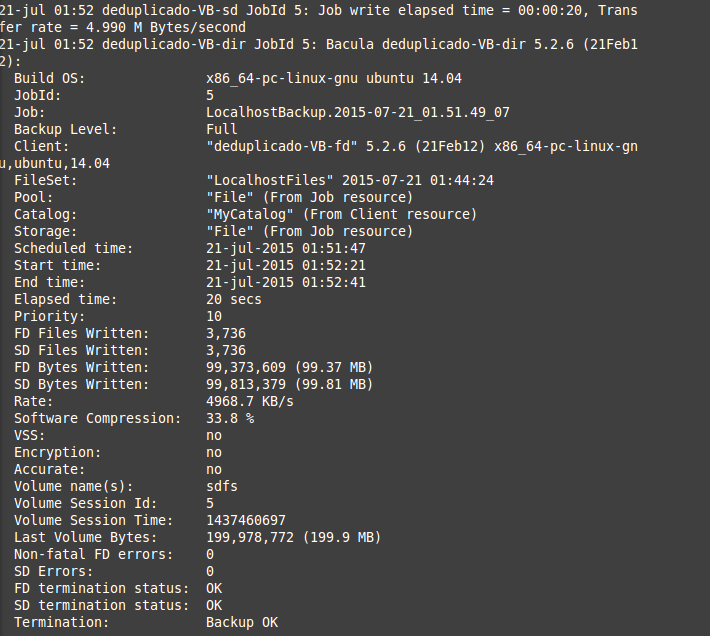 21-jul 01:52 deduplicado-VB-sd JobId 5: Job write elapsed time = 00:00:20, Trans
fer rate = 4.990 M Bytes/second
21-jul 01:52 deduplicado-VB-dir JobId 5: Bacula deduplicado-VB-dir 5.2.6 (21Feb1
2):
Build OS: x86_64-pc-linux-gnu ubuntu 14.04
JobId: 5
Job: LocalhostBackup.2015-07-21_01.51.49_07
Backup Level: Full
Client: "deduplicado-VB-fd" 5.2.6 (21Feb12) x86_64-pc-linux-gn
u,ubuntu,14.04
FileSet: "LocalhostFiles" 2015-07-21 01:44:24
Pool: "File" (From Job resource)
Catalog: "MyCatalog" (From Client resource)
Storage: "File" (From Job resource)
Scheduled time: 21-jul-2015 01:51:47
Start time: 21-jul-2015 01:52:21
End time: 21-jul-2015 01:52:41
Elapsed time: 20 secs
Priority: 10
FD Files Written: 3,736
SD Files Written: 3,736
FD Bytes Written: 99,373,609 (99.37 MB)
SD Bytes Written: 99,813,379 (99.81 MB)
Rate: 4968.7 KB/s
Software Compression: 33.8 %
VSS: no
Encryption: no
Accurate: no
Volume name(s): sdfs
Volume Session Id: 5
Volume Session Time: 1437460697
Last Volume Bytes: 199,978,772 (199.9 MB)
Non-fatal FD errors: 0
SD Errors: 0
FD termination status: OK
SD termination status: OK
Termination: Backup OK